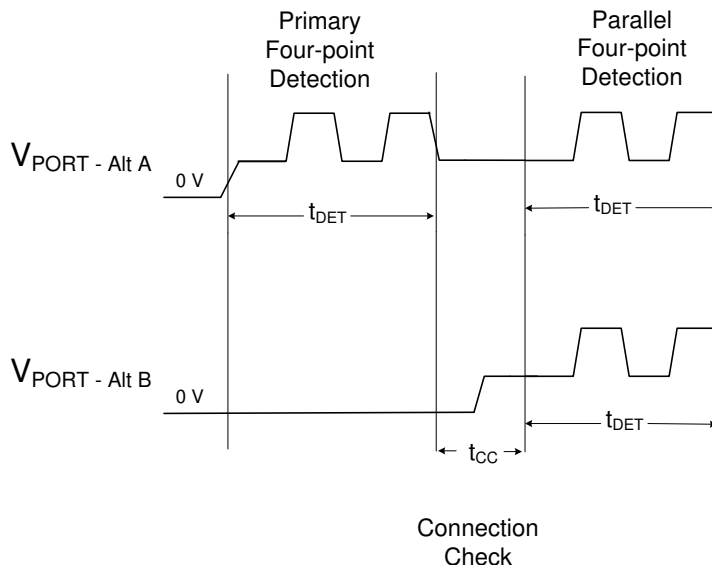 Primary
Four-point
Detection
Parallel
Four-point
Detection
VPORT - Alt A
0 V
tDET
tDET
VPORT - Alt B
0 V
tDET
tCC
Connection
Check